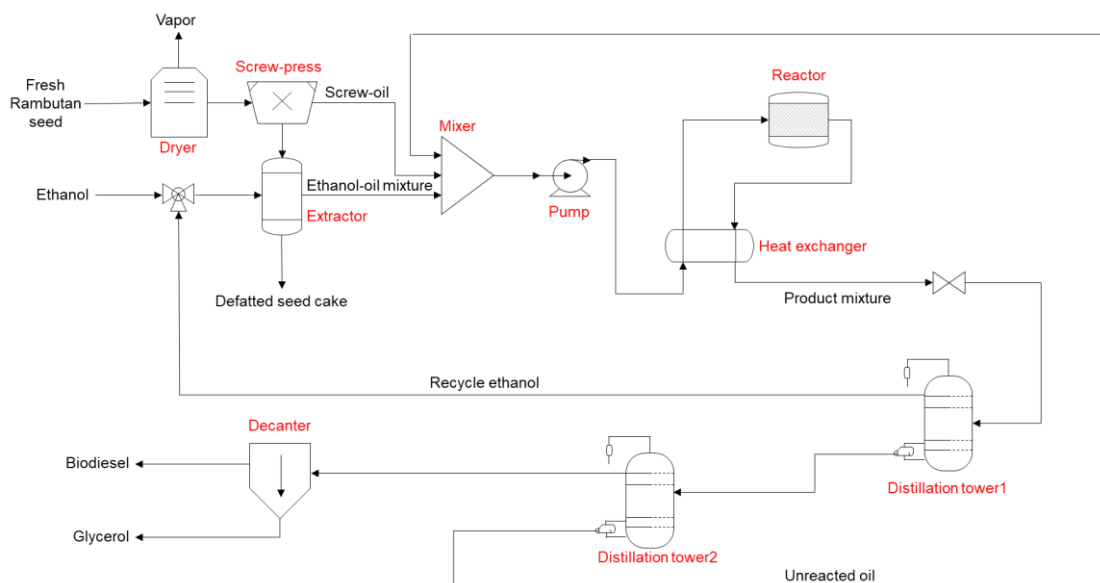 Vapor
Screw-press
Reactor
Fresh
Rambutan
seed
Screw-oil
Mixer
Dryer
Ethanol
Ethanol-oil mixture
Extractor
Pump
Heat exchanger
Defatted seed cake
Product mixture
Recycle ethanol
Decanter
Biodiesel
Distillation tower1
Glycerol
Distillation tower2
Unreacted oil